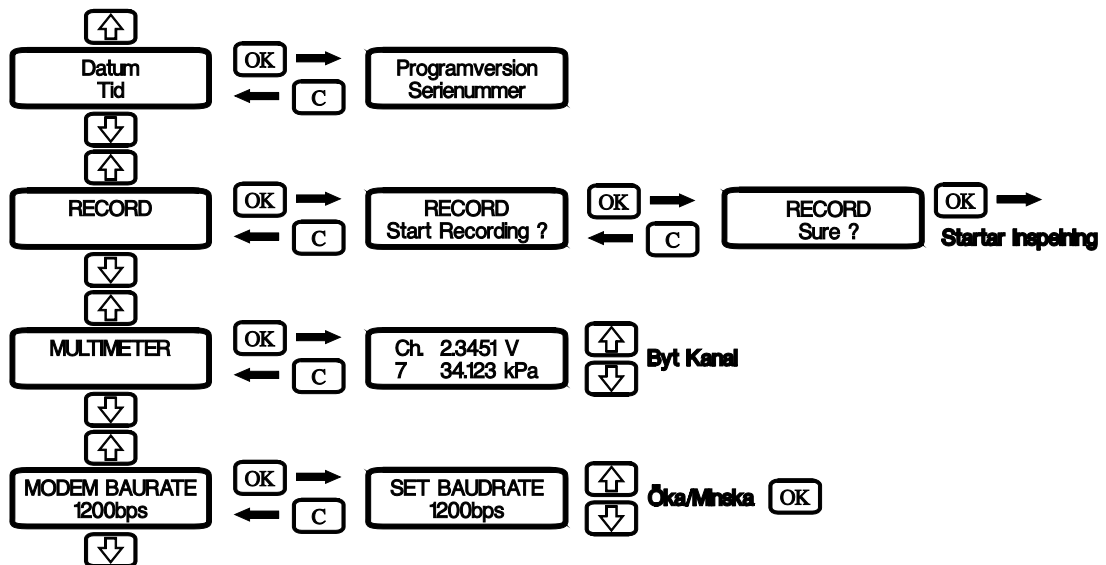 Datum
Tid
OK
C
Programversion
Serienummer
RECORD
OK
C
RECORD
Start Recording ?
OK
C
RECORD
Sure ?
OK
Startar Inspelning
MULTIMETER
OK
C
Ch. 2.3451 V
7 34.123 kPa
Byt Kanal
MODEM BAURATE
1200bps
OK
C
SET BAUDRATE
1200bps
Öka/Minska OK